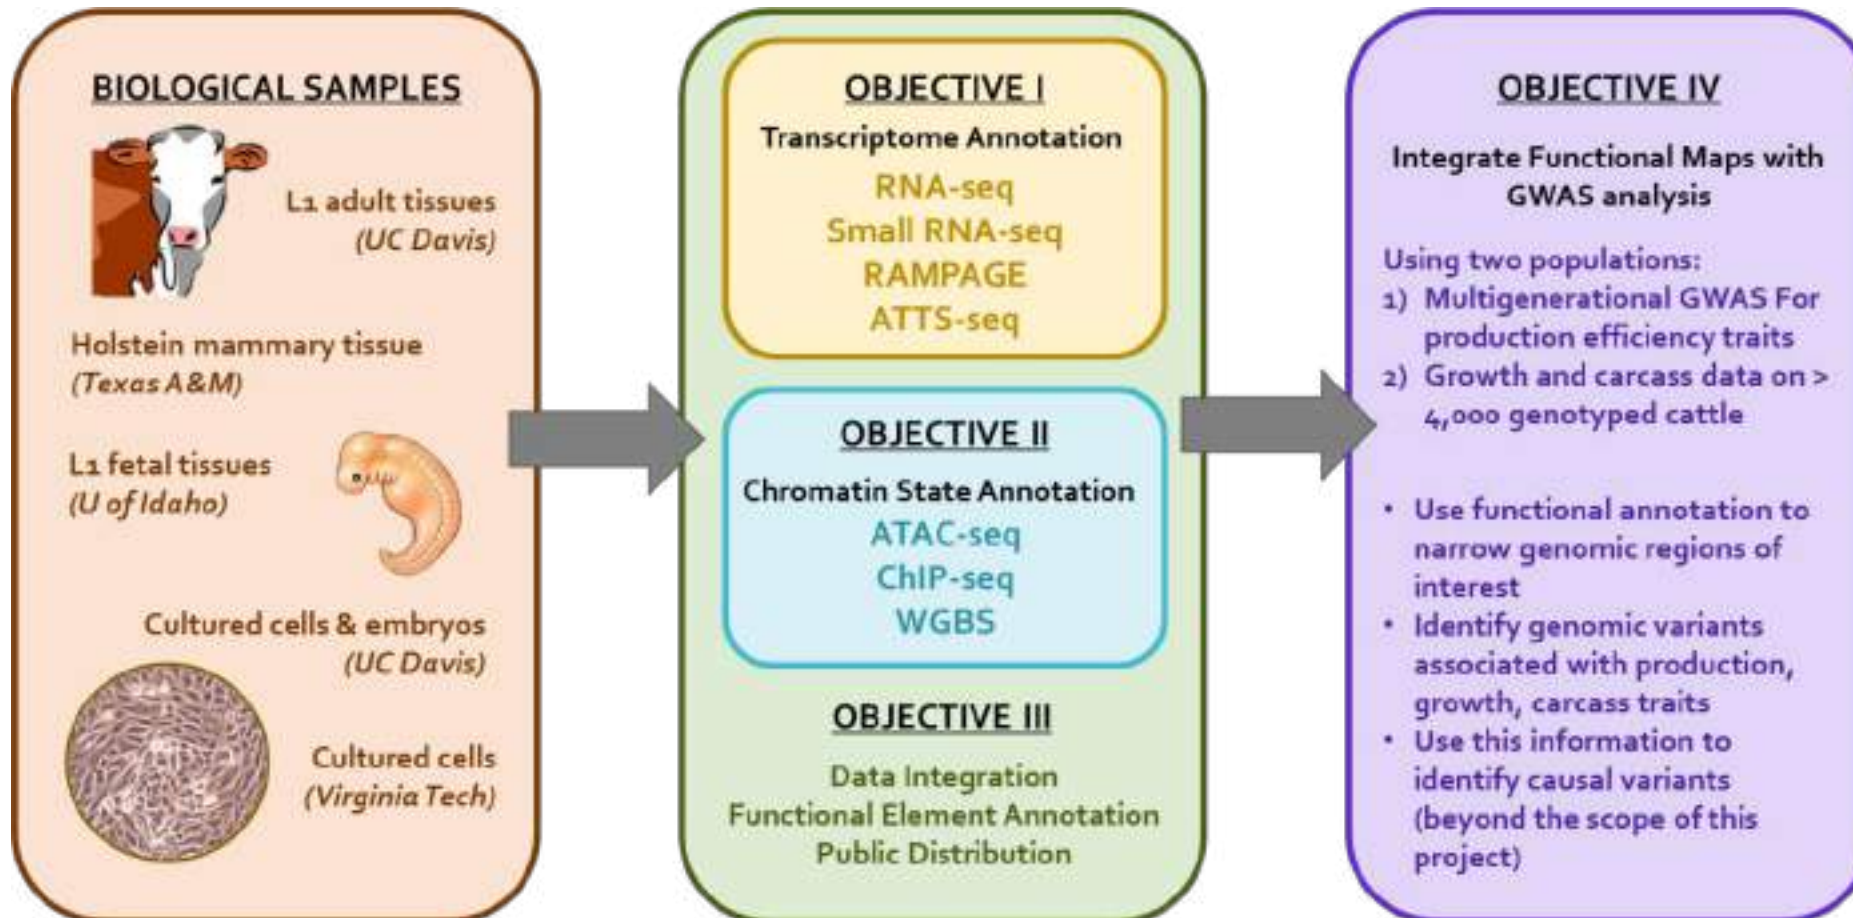 BIOLOGICAL SAMPLES
L1 adult tissues
(UC Davis)
Holstein mammary tissue
(Texas A&M)
L1 fetal tissues
(U of Idaho)
Cultured cells & embryos
(UC Davis)
Cultured cells
(Virginia Tech)
OBJECTIVE I
Transcriptome Annotation
RNA-seq
Small RNA-seq
RAMPAGE
ATTS-seq
OBJECTIVE II
Chromatin State Annotation
ATAC-seq
ChIP-seq
WGBS
OBJECTIVE III
Data Integration
Functional Element Annotation
Public Distribution
OBJECTIVE IV
Integrate Functional Maps with
GWAS analysis
Using two populations:
1) Multigenerational GWAS For
production efficiency traits
2) Growth and carcass data on >
4,000 genotyped cattle
• Use functional annotation to
narrow genomic regions of
interest
• Identify genomic variants
associated with production,
growth, carcass traits
• Use this information to
identify causal variants
(beyond the scope of this
project)